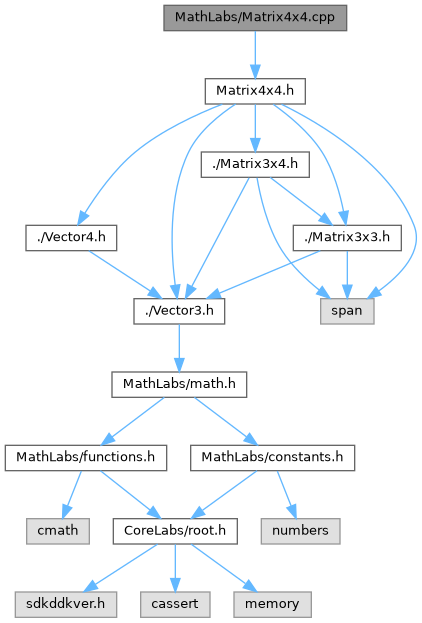 MathLabs/Matrix4x4.cpp
Matrix4x4.h
./Matrix3x4.h
./Vector4.h
./Matrix3x3.h
./Vector3.h
span
MathLabs/math.h
MathLabs/functions.h
MathLabs/constants.h
cmath
CoreLabs/root.h
numbers
sdkddkver.h
cassert
memory